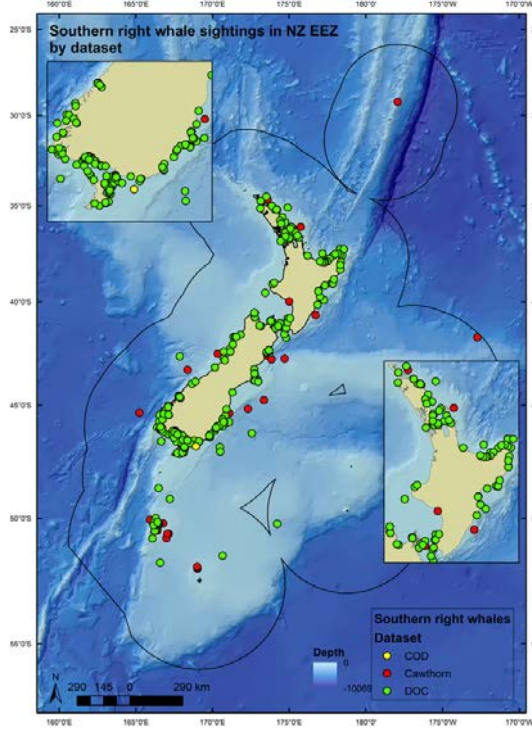 160°0'E 165°0'E 170°0'E 175°0'E 180°0' 175°0'W 170°0'W
Southern right whale sightings in NZ EEZ
by dataset
25°0'S
30°0'S
35°0'S
40°0'S
45°0'S
50°0'S
55°0'S
Southern right whales
Dataset
COD
Cawthorn
DOC
Depth
0
N
290 145 0 290 km
160°0'E 165°0'E 170°0'E 175°0'E 180°0' 175°0'W 170°0'W